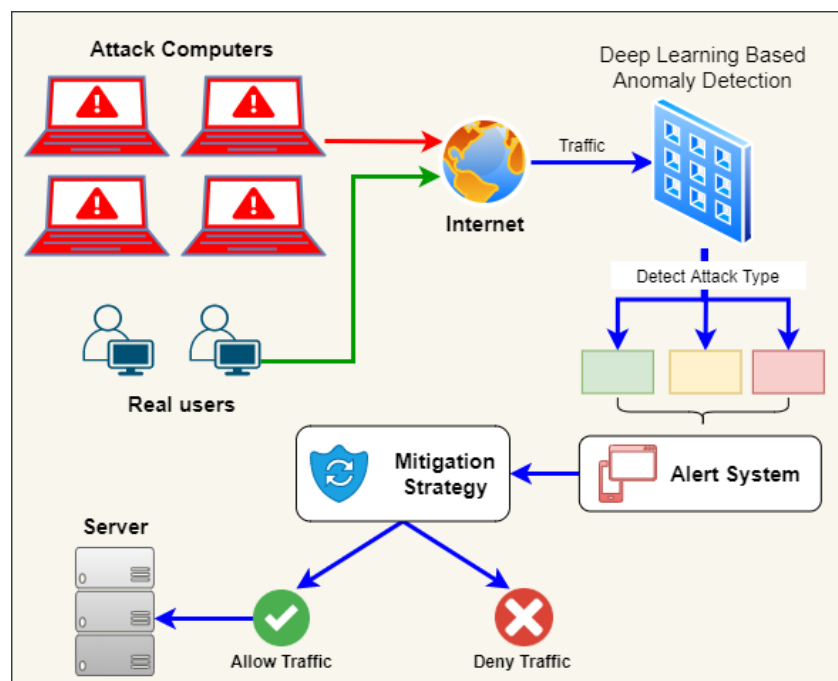 Attack Computers
Deep Learning Based
Anomaly Detection
Traffic
Internet
Detect Attack Type
Real users
Mitigation
Strategy
Alert System
Server
Allow Traffic
Deny Traffic